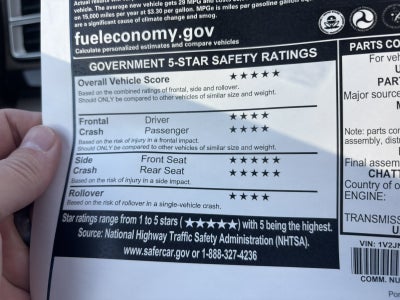 vehicle. The average new vehicle gets 29 MPG and costs
on 15,000 miles per year at $3.30 per gallon. MPGe is miles per gasoline gallon
are a significant cause of climate change and smog.
fueleconomy.gov
Calculate personalized estimates and compare vehicles
GOVERNMENT 5-STAR SAFETY RATINGS
Overall Vehicle Score ★★★★★
Based on the combined ratings of frontal, side and rollover.
Should ONLY be compared to other vehicles of similar size and weight.
Frontal Driver ★★★★
Crash Passenger ★★★★★
Based on the risk of injury in a frontal impact.
Should ONLY be compared to other vehicles of similar size and weight.
Side Front Seat ★★★★★
Crash Rear Seat ★★★★★
Based on the risk of injury in a side impact.
Rollover ★★★★
Based on the risk of rollover in a single-vehicle crash.
Star ratings range from 1 to 5 stars (★★★★★) with 5 being the highest.
Source: National Highway Traffic Safety Administration (NHTSA).
www.safercar.gov or 1-888-327-4236
PARTS CO
For veh
U.
PAR
Major source
M
Note: parts con
assembly, distri
Final assem
CHATT
Country of o
ENGINE:
TRANSMISS
U
VIN: 1V2JN
COMM. NU
Por